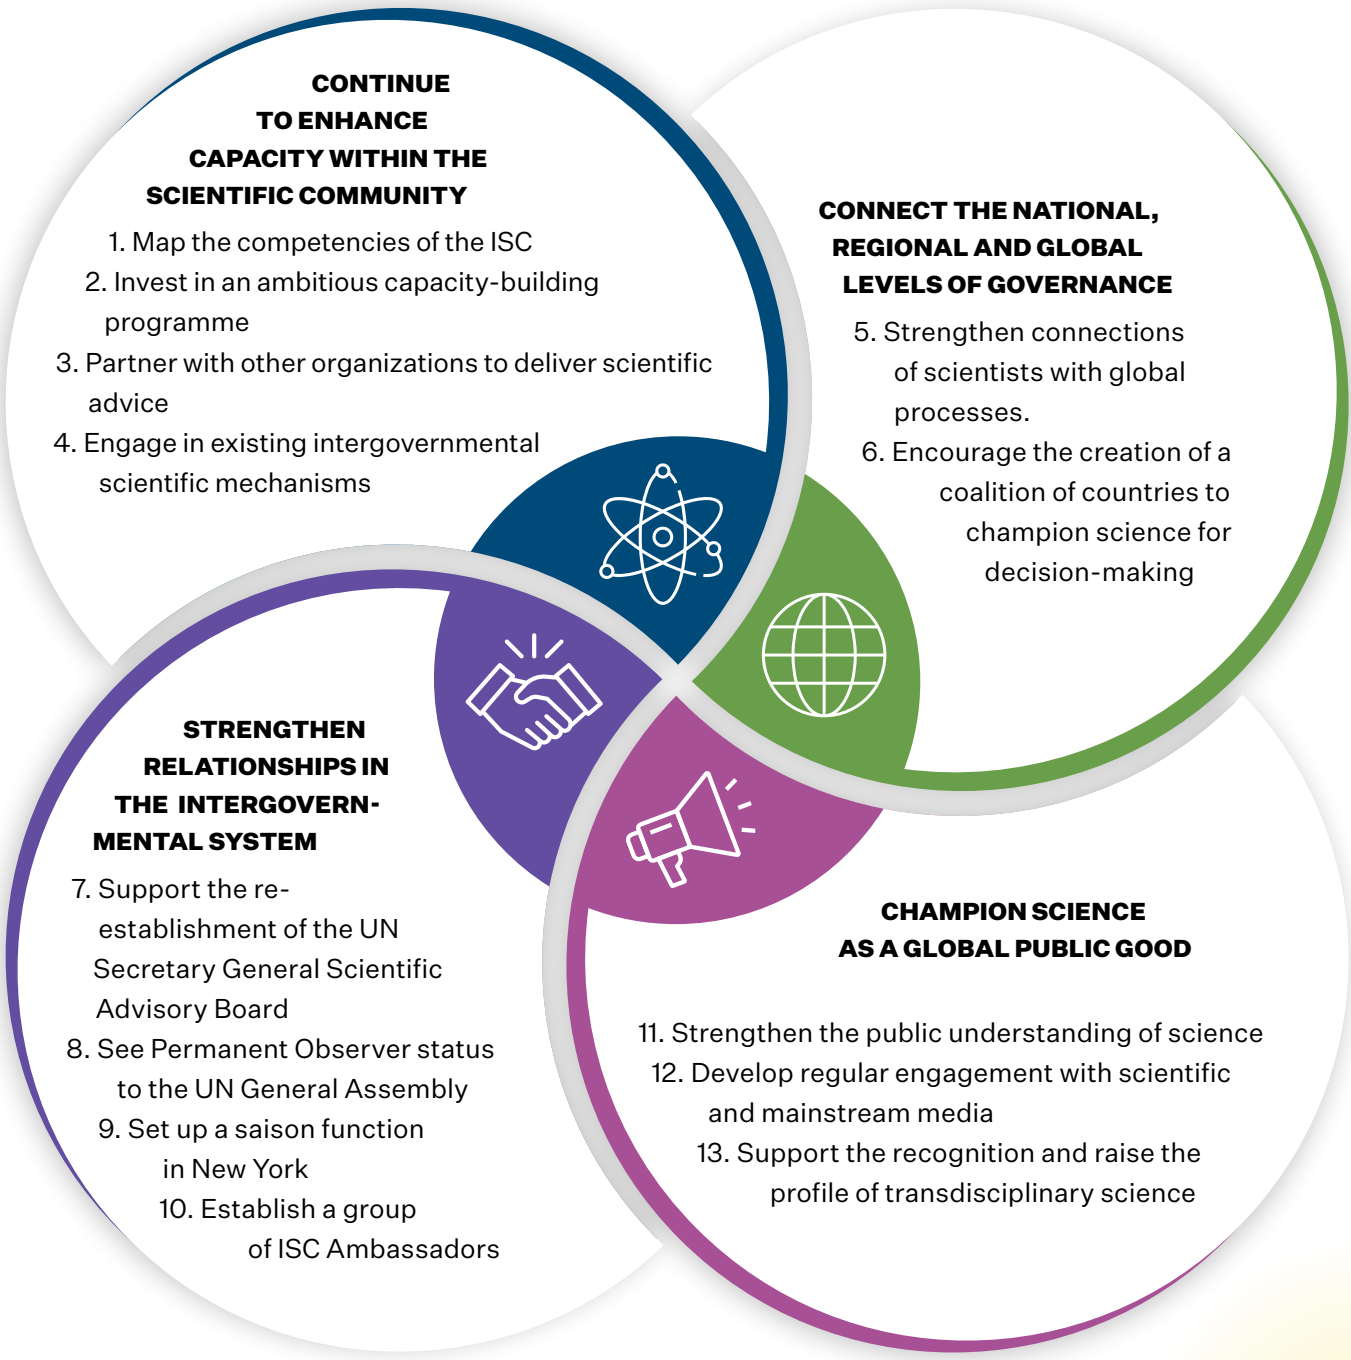 CONTINUE
TO ENHANCE
CAPACITY WITHIN THE
SCIENTIFIC COMMUNITY
1. Map the competencies of the ISC
2. Invest in an ambitious capacity-building
programme
3. Partner with other organizations to deliver scientific
advice
4. Engage in existing intergovernmental
scientific mechanisms
CONNECT THE NATIONAL,
REGIONAL AND GLOBAL
LEVELS OF GOVERNANCE
5. Strengthen connections
of scientists with global
processes.
6. Encourage the creation of a
coalition of countries to
champion science for
decision-making
STRENGTHEN
RELATIONSHIPS IN
THE INTERGOVERN-
MENTAL SYSTEM
7. Support the re-
establishment of the UN
Secretary General Scientific
Advisory Board
8. See Permanent Observer status
to the UN General Assembly
9. Set up a saison function
in New York
10. Establish a group
of ISC Ambassadors
CHAMPION SCIENCE
AS A GLOBAL PUBLIC GOOD
11. Strengthen the public understanding of science
12. Develop regular engagement with scientific
and mainstream media
13. Support the recognition and raise the
profile of transdisciplinary science